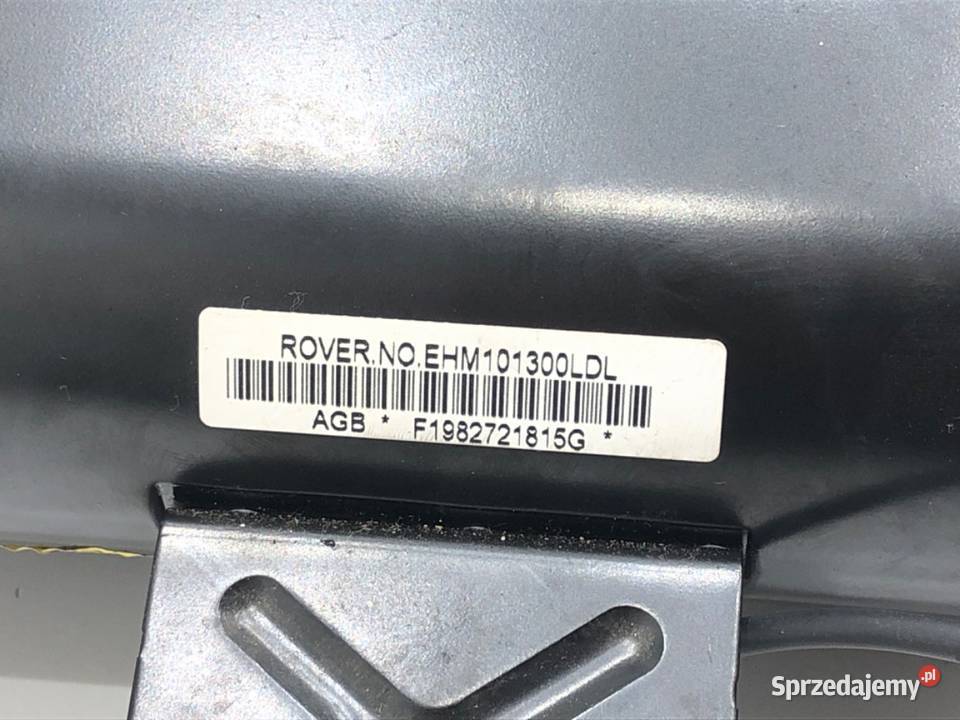 ROVER.NO.EHM101300LDL
AGB * F1982721815G *
Sprzedajemy.pl